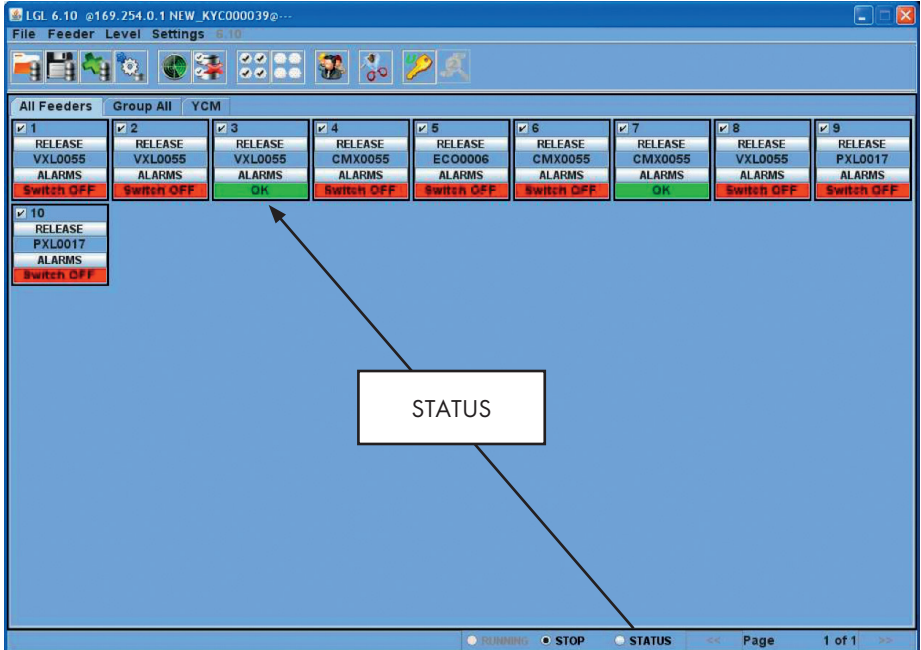 LGL 6.10 @169.254.0.1 NEW_KYC000039@---
File Feeder Level Settings 6.10
All Feeders Group All YCM
1 2 3 4 5 6 7 8 9
RELEASE RELEASE RELEASE RELEASE RELEASE RELEASE RELEASE RELEASE RELEASE
VXL0055 VXL0055 VXL0055 CMX0055 ECO0006 CMX0055 CMX0055 VXL0055 PXL0017
ALARMS ALARMS ALARMS ALARMS ALARMS ALARMS ALARMS ALARMS ALARMS
Switch OFF Switch OFF OK Switch OFF Switch OFF Switch OFF OK Switch OFF Switch OFF
10
RELEASE
PXL0017
ALARMS
Switch OFF
STATUS
RUNNING STOP STATUS << Page 1 of 1 >>